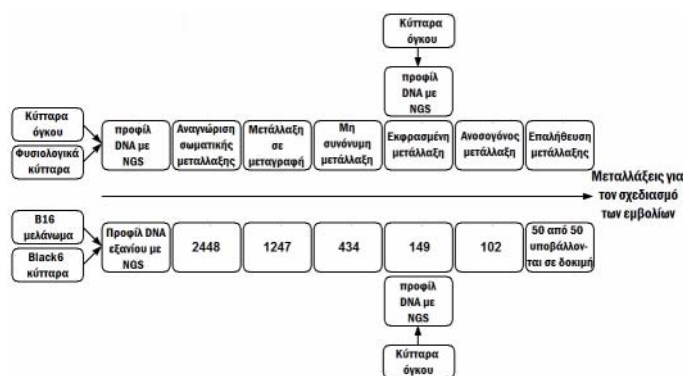 Κύτταρα
όγκου
προφίλ
DNA με
NGS
Κύτταρα
όγκου
Φυσιολογικά
κύτταρα
προφίλ
DNA με
NGS
Αναγνώριση
σωματικής
μεταλλαξης
Μετάλλαξη
σε
μεταγραφή
Μη
συνόνυμη
μετάλλαξη
Εκφρασμένη
μετάλλαξη
Ανοσογόνος
μετάλλαξη
Επαλήθευση
μετάλλαξης
Μεταλλάξεις για
τον σχεδιασμό
των εμβολίων
B16
μελάνωμα
Black6
κύτταρα
Προφίλ DNA
εξανίου με
NGS
2448
1247
434
149
102
50 από 50
υποβάλλον-
ται σε δοκιμή
προφίλ
DNA με
NGS
Κύτταρα
όγκου